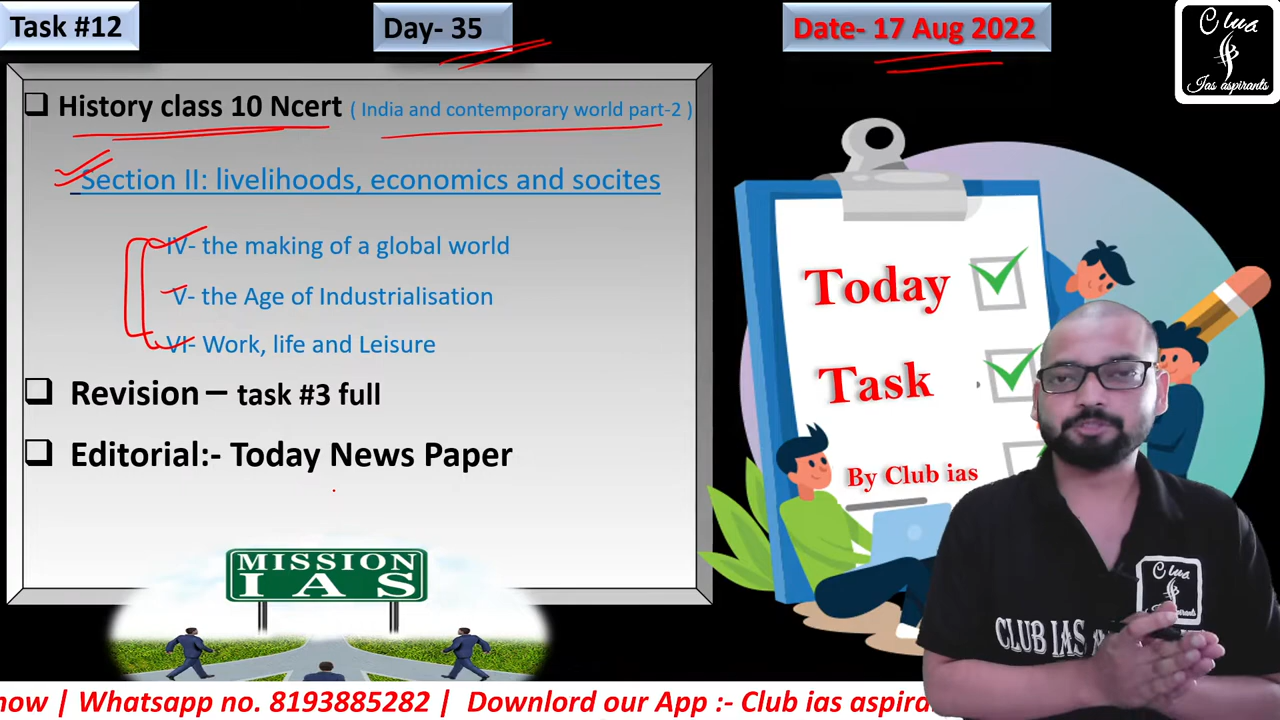 Task #12
Day- 35
Date- 17 Aug 2022
Club
Ias aspirants
History class 10 Ncert ( India and contemporary world part-2 )
Section II: livelihoods, economics and socites
IV- the making of a global world
V- the Age of Industrialisation
VI- Work, life and Leisure
Revision – task #3 full
Editorial:- Today News Paper
Today
Task
By Club ias
MISSION
IAS
Club
Ias aspirants
CLUB IAS
now | Whatsapp no. 8193885282 | Downlord our App :- Club ias aspira